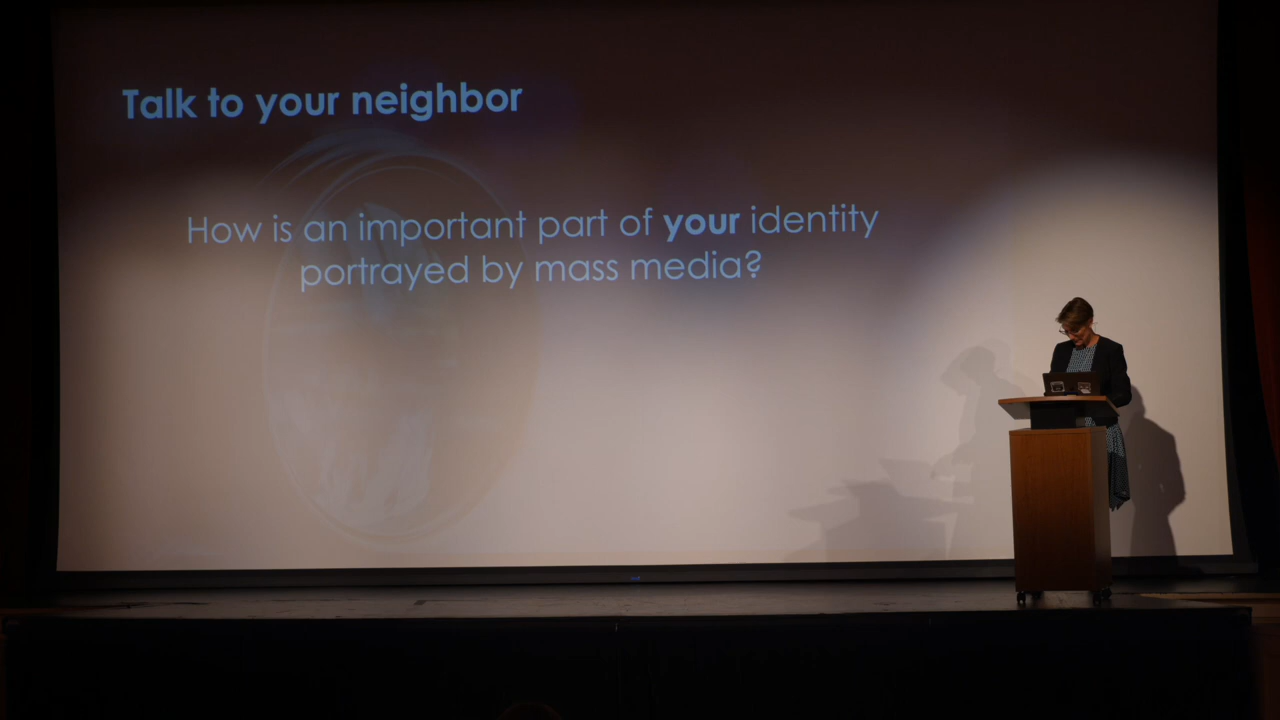 Talk to your neighbor
How is an important part of your identity
portrayed by mass media?